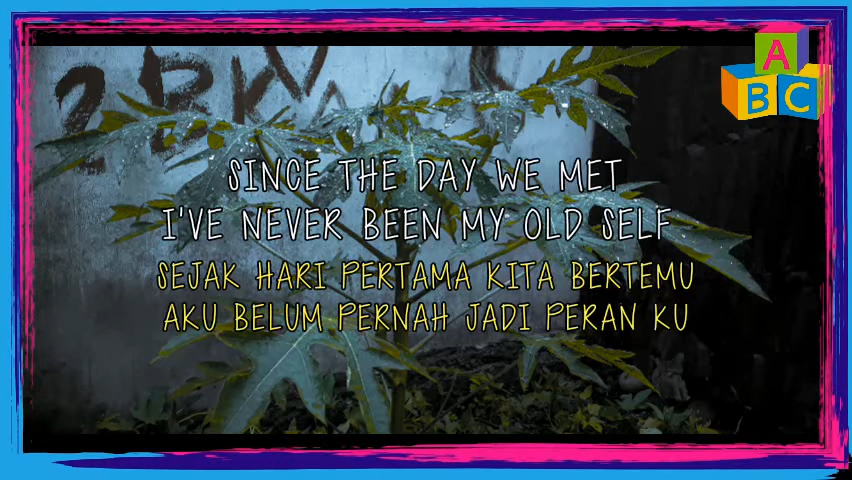 2BKV
A
B C
SINCE THE DAY WE MET
I'VE NEVER BEEN MY OLD SELF
SEJAK HARI PERTAMA KITA BERTEMU
AKU BELUM PERNAH JADI PERAN KU